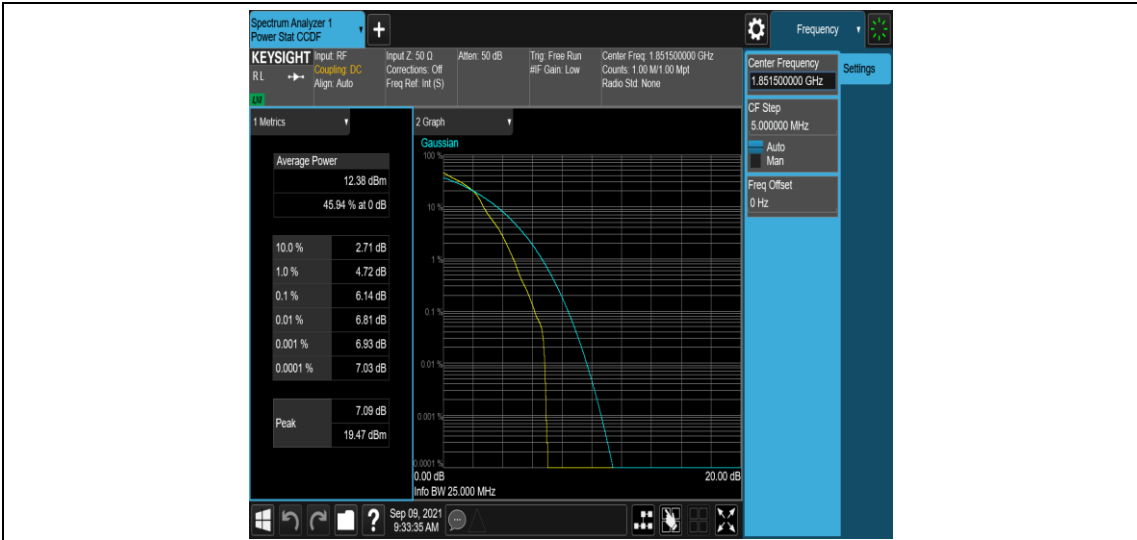 Spectrum Analyzer 1
Power Stat CCDF
+
Frequency
KEYSIGHT
Input: RF
Input Z: 50 Ω
Atten: 50 dB
Trig: Free Run
Center Freq: 1.851500000 GHz
R L
Coupling: DC
Corrections: Off
#IF Gain: Low
Counts: 1.00 M/1.00 Mpt
Align: Auto
Freq Ref: Int (S)
Radio Std: None
LXI
Center Frequency
1.851500000 GHz
Settings
CF Step
5.000000 MHz
Auto
Man
Freq Offset
0 Hz
1 Metrics
Average Power
12.38 dBm
45.94 % at 0 dB
10.0 % 2.71 dB
1.0 % 4.72 dB
0.1 % 6.14 dB
0.01 % 6.81 dB
0.001 % 6.93 dB
0.0001 % 7.03 dB
Peak
7.09 dB
19.47 dBm
2 Graph
Gaussian
100 %
10 %
1 %
0.1 %
0.01 %
0.001 %
0.0001 %
0.00 dB 20.00 dB
Info BW 25.000 MHz
?
Sep 09, 2021
9:33:35 AM